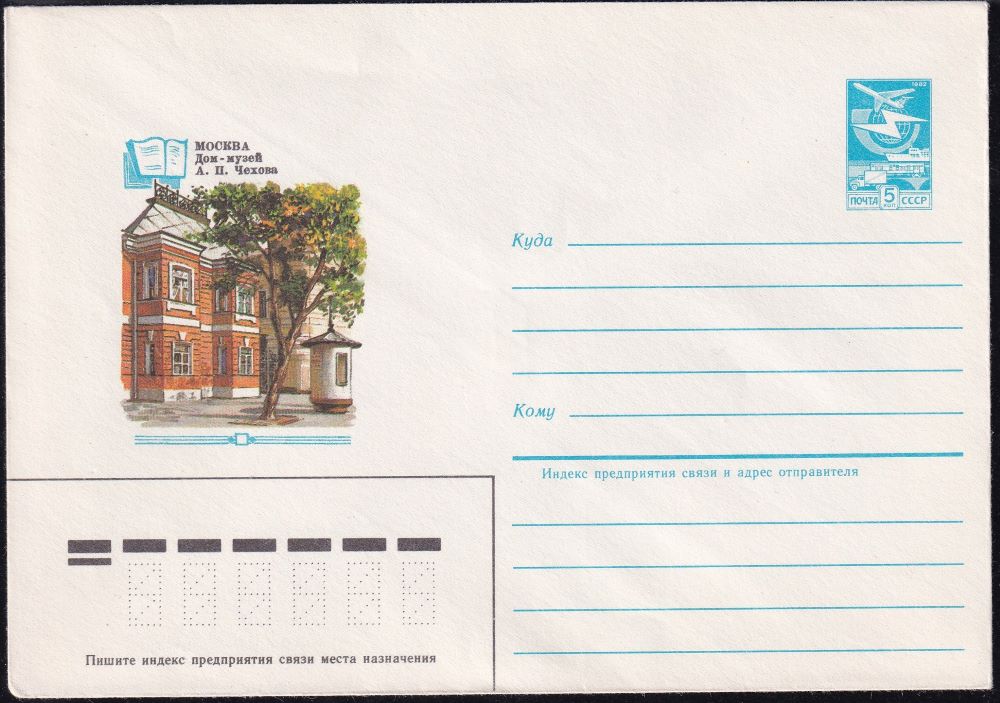 МОСКВА
Дом-музей
А. П. Чехова
1982
ПОЧТА 5 КОП СССР
Куда
Кому
Индекс предприятия связи и адрес отправителя
Пишите индекс предприятия связи места назначения